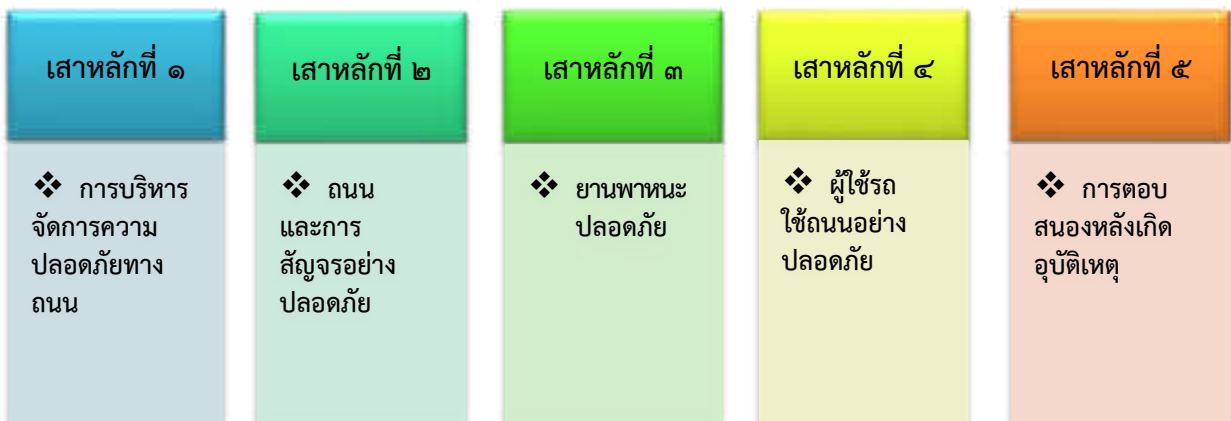 เสาหลักที่ ๑
❖ การบริหาร
จัดการความ
ปลอดภัยทาง
ถนน
เสาหลักที่ ๒
❖ ถนน
และการ
สัญจรอย่าง
ปลอดภัย
เสาหลักที่ ๓
❖ ยานพาหนะ
ปลอดภัย
เสาหลักที่ ๔
❖ ผู้ใช้รถ
ใช้ถนนอย่าง
ปลอดภัย
เสาหลักที่ ๕
❖ การตอบ
สนองหลังเกิด
อุบัติเหตุ